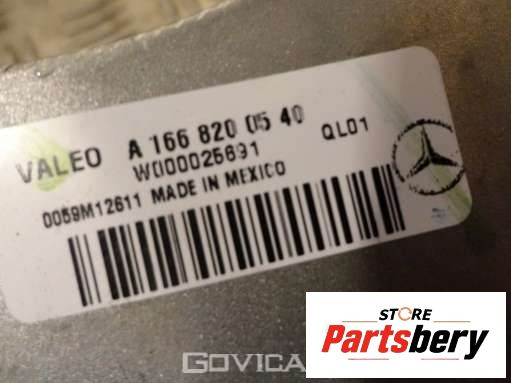 VALEO A 166 820 05 40
W000025691 QL01
0059M12611 MADE IN MEXICO
STORE
Partsbery
GOVICA